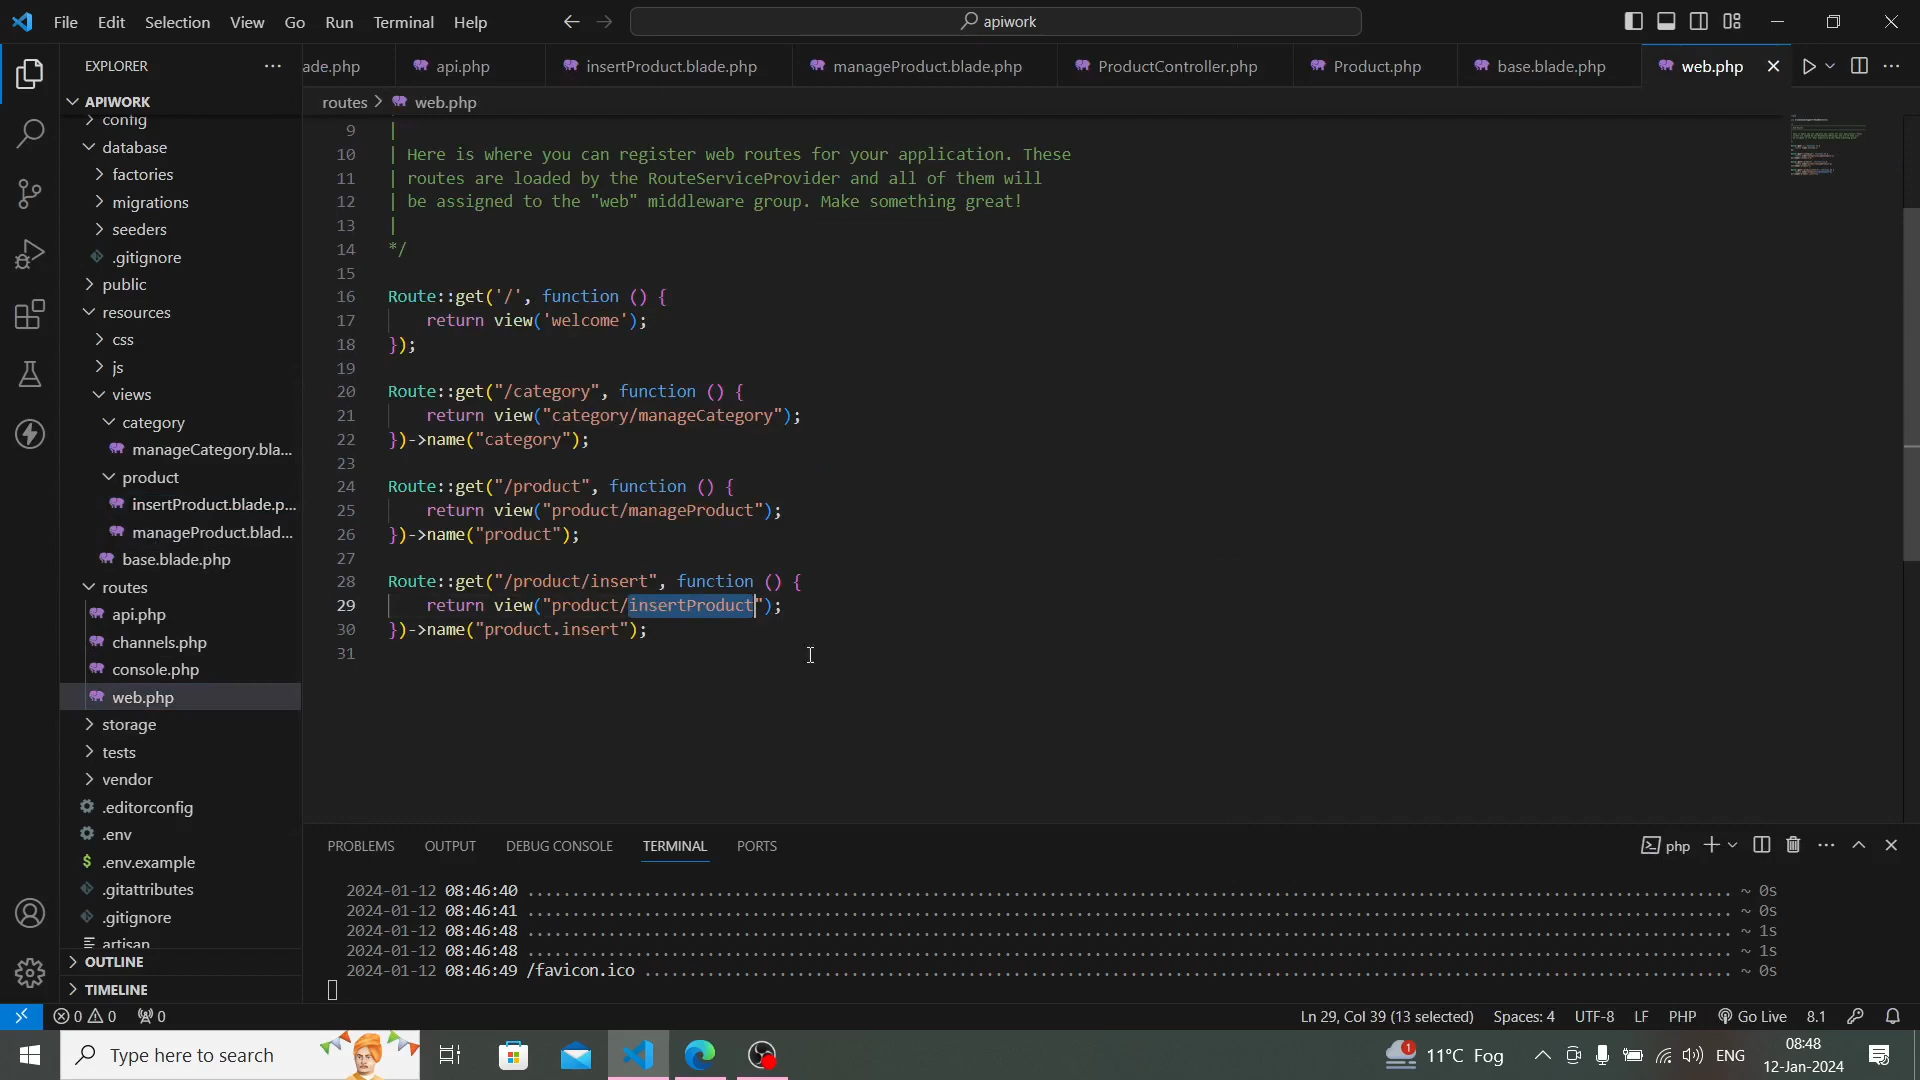 File Edit Selection View Go Run Terminal Help
apiwork
EXPLORER
ade.php
api.php
insertProduct.blade.php
manageProduct.blade.php
ProductController.php
Product.php
base.blade.php
web.php
APIWORK
config
database
factories
migrations
seeders
.gitignore
public
resources
css
js
views
category
manageCategory.bla...
product
insertProduct.blade.p...
manageProduct.blad...
base.blade.php
routes
api.php
channels.php
console.php
web.php
storage
tests
vendor
.editorconfig
.env
.env.example
.gitattributes
.gitignore
artisan
OUTLINE
TIMELINE
routes > web.php
9 |
10 | Here is where you can register web routes for your application. These
11 | routes are loaded by the RouteServiceProvider and all of them will
12 | be assigned to the "web" middleware group. Make something great!
13 |
14 */
15
16 Route::get('/', function () {
17 return view('welcome');
18 });
19
20 Route::get("/category", function () {
21 return view("category/manageCategory");
22 })->name("category");
23
24 Route::get("/product", function () {
25 return view("product/manageProduct");
26 })->name("product");
27
28 Route::get("/product/insert", function () {
29 return view("product/insertProduct");
30 })->name("product.insert");
31
PROBLEMS OUTPUT DEBUG CONSOLE TERMINAL PORTS
php
2024-01-12 08:46:40 ........ ~ 0s
2024-01-12 08:46:41 ........ ~ 0s
2024-01-12 08:46:48 ........ ~ 1s
2024-01-12 08:46:48 ........ ~ 1s
2024-01-12 08:46:49 /favicon.ico ........ ~ 0s
0 0 0
Ln 29, Col 39 (13 selected) Spaces: 4 UTF-8 LF PHP Go Live 8.1
Type here to search
1
11°C Fog
ENG
08:48
12-Jan-2024